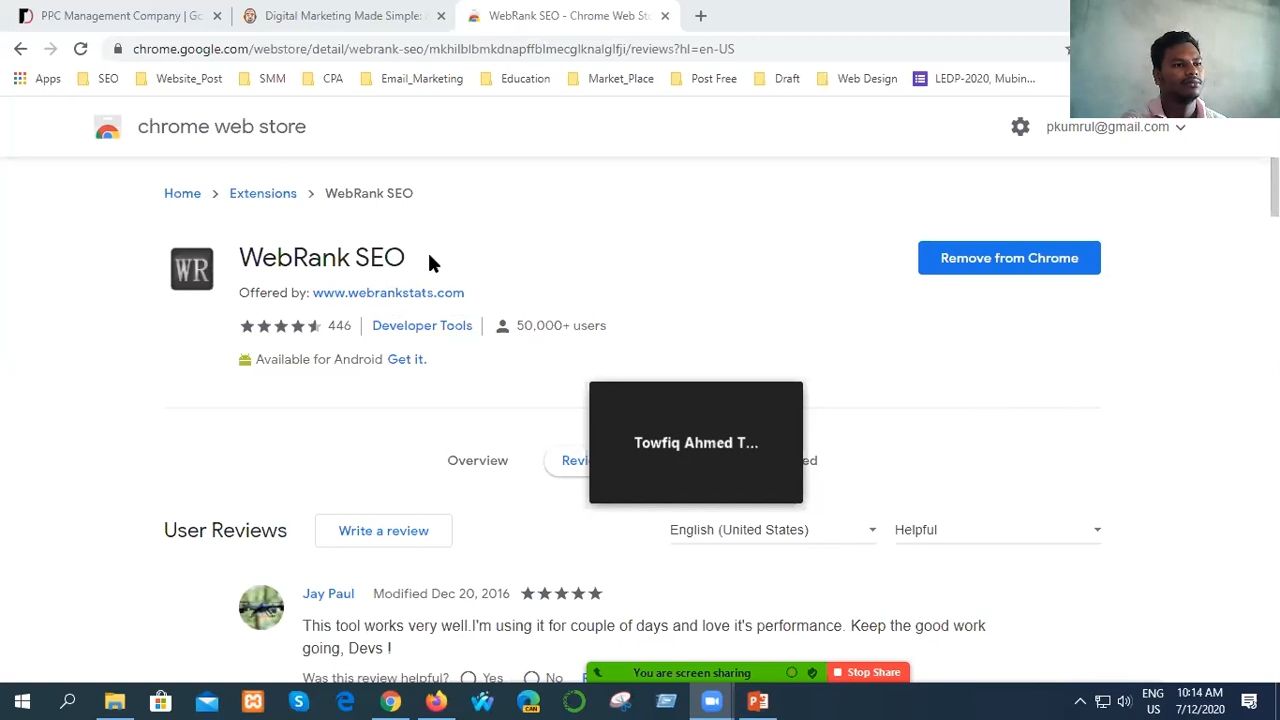 PPC Management Company | Go
Digital Marketing Made Simple:
WebRank SEO - Chrome Web Sto
chrome.google.com/webstore/detail/webrank-seo/mkhilblbmkdnapffblmecglknalglfji/reviews?hl=en-US
Apps SEO Website_Post SMM CPA Email_Marketing Education Market_Place Post Free Draft Web Design LEDP-2020, Mubin...
chrome web store
pkumrul@gmail.com
Home > Extensions > WebRank SEO
WR
WebRank SEO
Remove from Chrome
Offered by: www.webrankstats.com
446 Developer Tools 50,000+ users
Available for Android Get it.
Towfiq Ahmed T...
Overview Revi ed
User Reviews
Write a review
English (United States)
Helpful
Jay Paul Modified Dec 20, 2016
This tool works very well.I'm using it for couple of days and love it's performance. Keep the good work
going, Devs !
Was this review helpful? Yes No
You are screen sharing
Stop Share
ENG
US
10:14 AM
7/12/2020